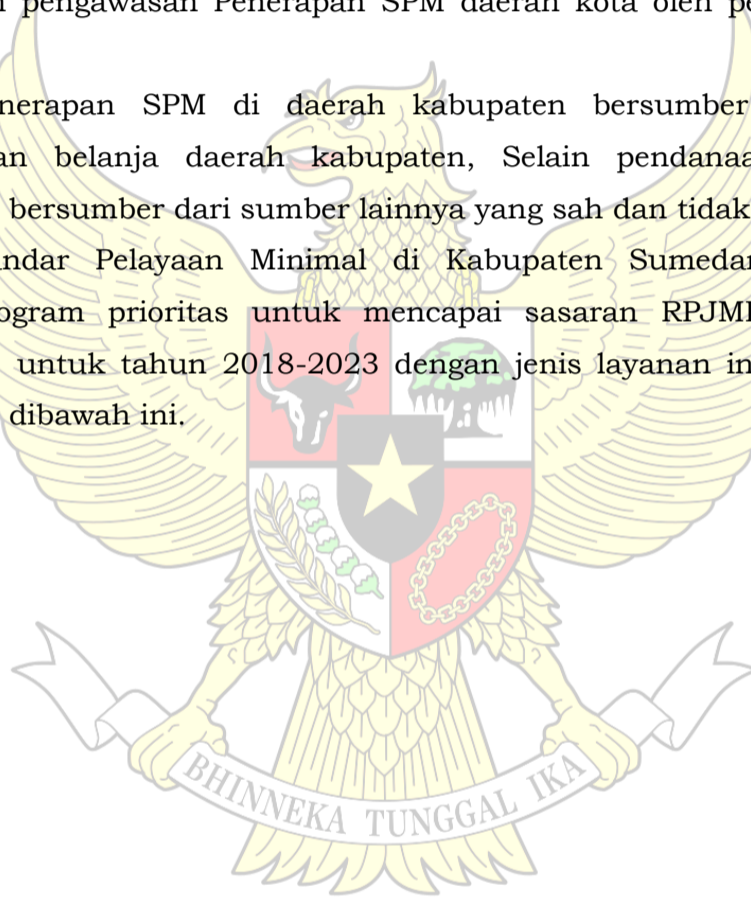 pengawasan Penerapan SPM daerah kota oleh
nerapan SPM di daerah kabupaten bersumber
an belanja daerah kabupaten, Selain pendanaa
bersumber dari sumber lainnya yang sah dan tidak
ndar Pelayaan Minimal di Kabupaten Sumedar
ogram prioritas untuk mencapai sasaran RPJM
untuk tahun 2018-2023 dengan jenis layanan in
dibawah ini.
BHINNEKA TUNGGAL IKA